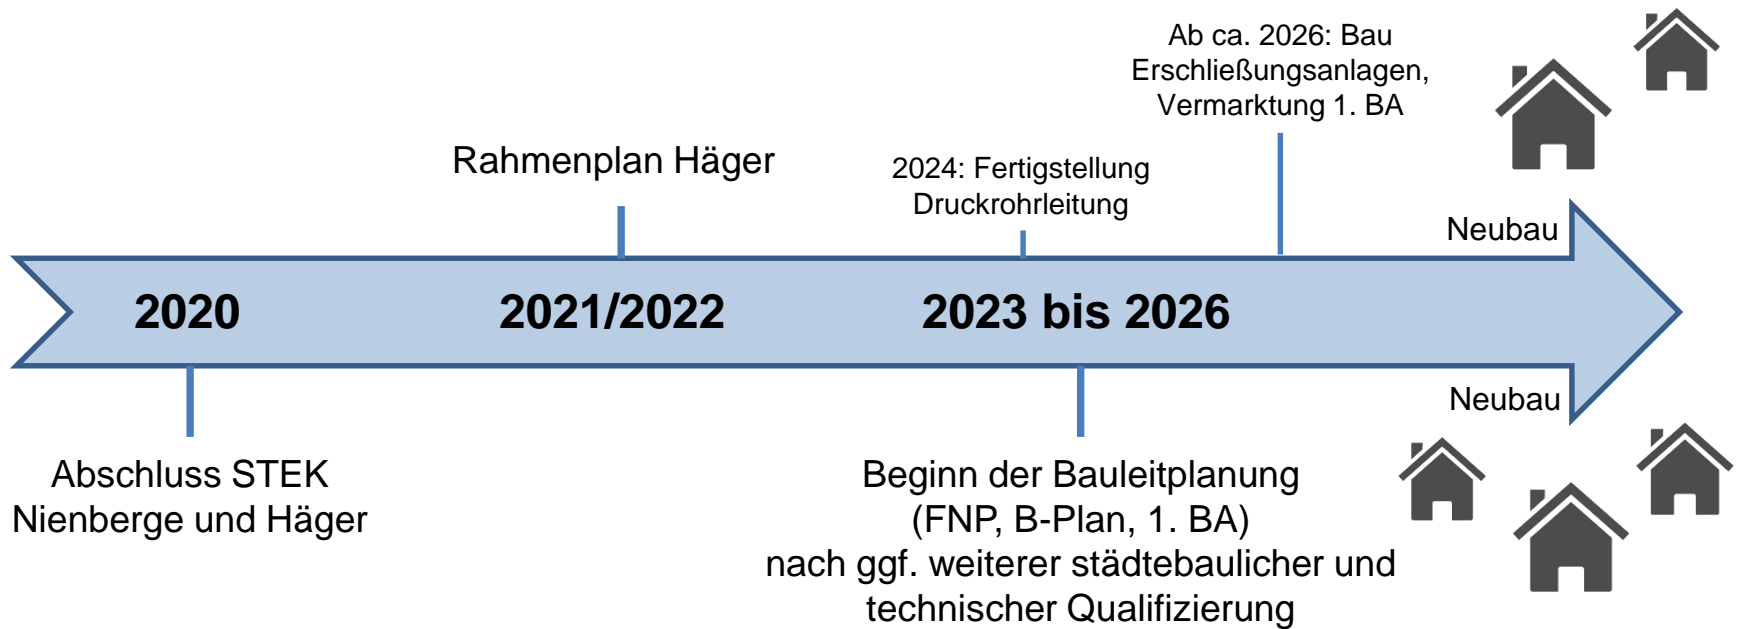 Ab ca. 2026: Bau
Erschließungsanlagen,
Vermarktung 1. BA
Rahmenplan Häger
2024: Fertigstellung
Druckrohrleitung
Neubau
2020
2021/2022
2023 bis 2026
Neubau
Abschluss STEK
Nienberge und Häger
Beginn der Bauleitplanung
(FNP, B-Plan, 1. BA)
nach ggf. weiterer städtebaulicher und
technischer Qualifizierung